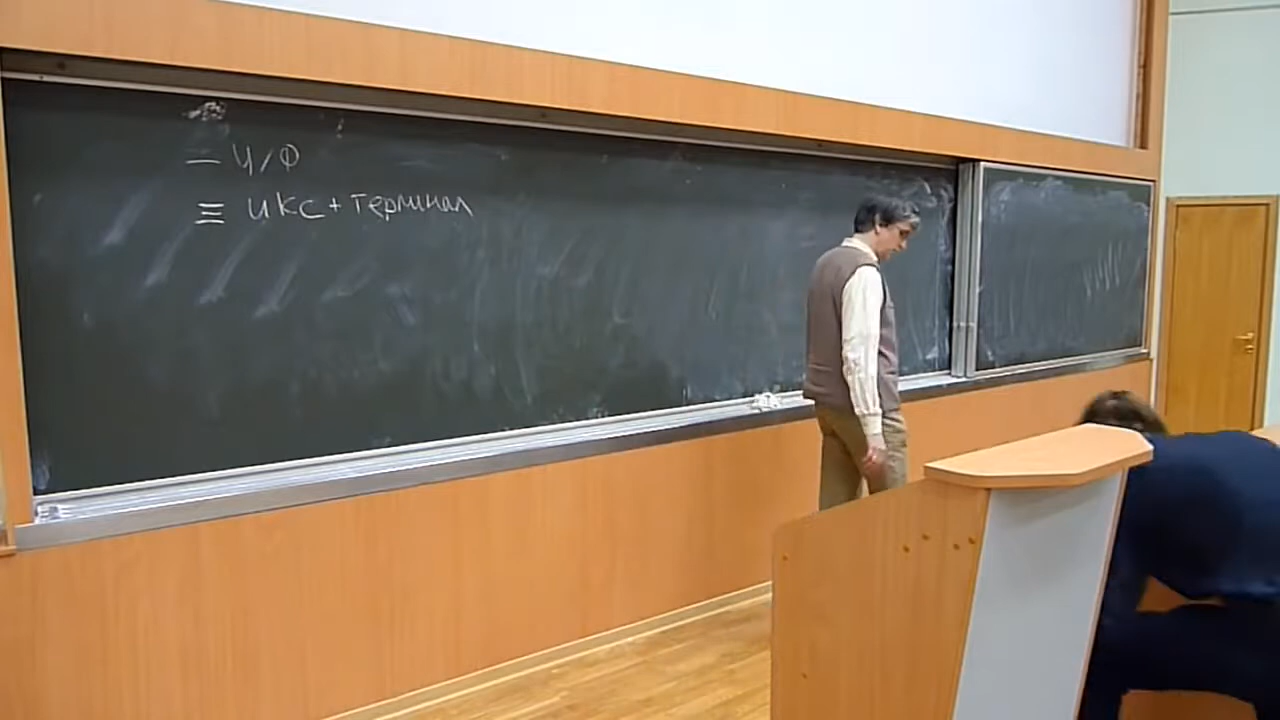 — Ч/Ф
≡ ИКС + Терминал